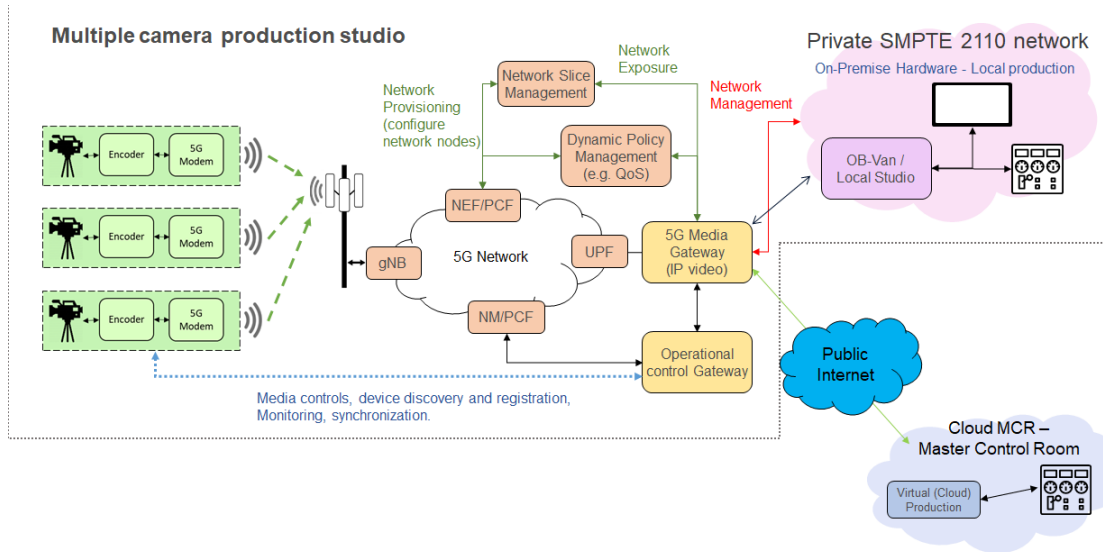 Multiple camera production studio
Private SMPTE 2110 network
On-Premise Hardware - Local production
Network
Exposure
Network Slice
Management
Network
Management
Network
Provisioning
(configure
network nodes)
Dynamic Policy
Management
(e.g. QoS)
Encoder
5G
Modem
Encoder
5G
Modem
Encoder
5G
Modem
OB-Van /
Local Studio
NEF/PCF
gNB
5G Network
UPF
5G Media
Gateway
(IP video)
NM/PCF
Operational
control Gateway
Public
Internet
Media controls, device discovery and registration,
Monitoring, synchronization.
Cloud MCR –
Master Control Room
Virtual (Cloud)
Production